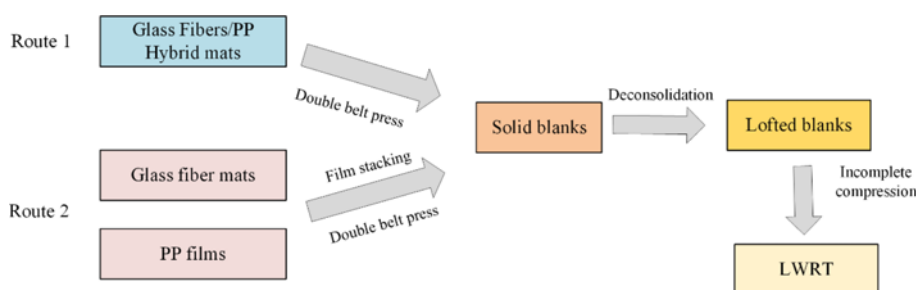 Route 1
Glass Fibers/PP
Hybrid mats
Double belt press
Solid blanks
Deconsolidation
Lofted blanks
Incomplete
compression
LWRT
Route 2
Glass fiber mats
PP films
Film stacking
Double belt press